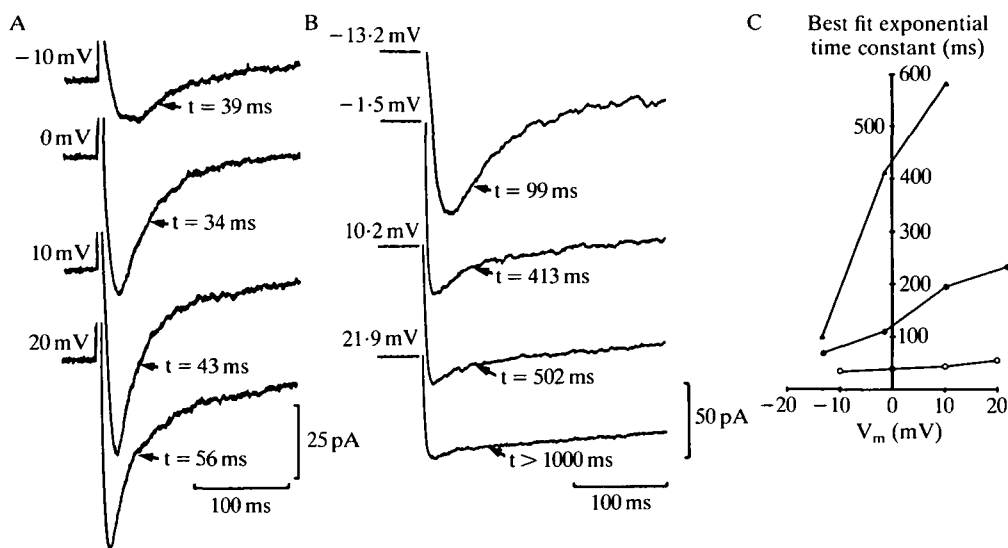 A
−10 mV
t = 39 ms
0 mV
t = 34 ms
10 mV
t = 43 ms
20 mV
t = 56 ms
25 pA
100 ms
B
−13·2 mV
−1·5 mV
t = 99 ms
10·2 mV
t = 413 ms
21·9 mV
t = 502 ms
t > 1000 ms
50 pA
100 ms
C
Best fit exponential
time constant (ms)
600
500
400
300
200
100
−20 −10 0 10 20
Vm (mV)